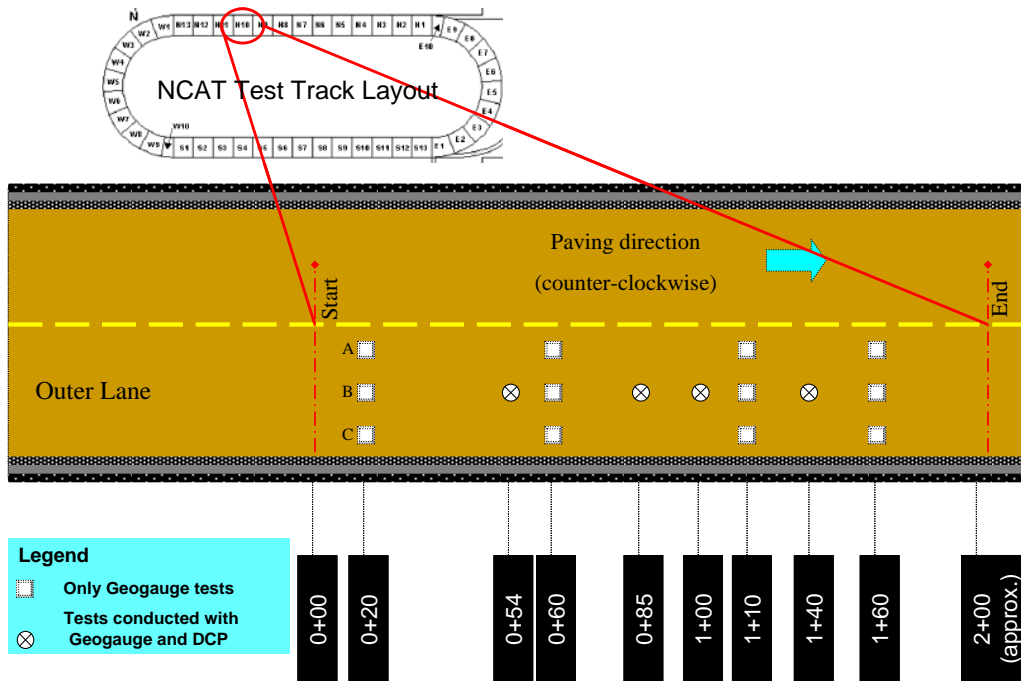 N
W1 N13 N12 N11 N10 N9 N8 N7 N6 N5 N4 N3 N2 N1 E9
W2 E10 E8
W3 E7
W4 E6
W5 NCAT Test Track Layout E5
W6 E4
W7 E3
W8 W10 E2
W9 S1 S2 S3 S4 S5 S6 S7 S8 S9 S10 S11 S12 S13 E1
Paving direction
(counter-clockwise)
Start
End
A
Outer Lane
B
C
Legend
Only Geogauge tests
Tests conducted with
Geogauge and DCP
0+00
0+20
0+54
0+60
0+85
1+00
1+10
1+40
1+60
2+00
(approx.)